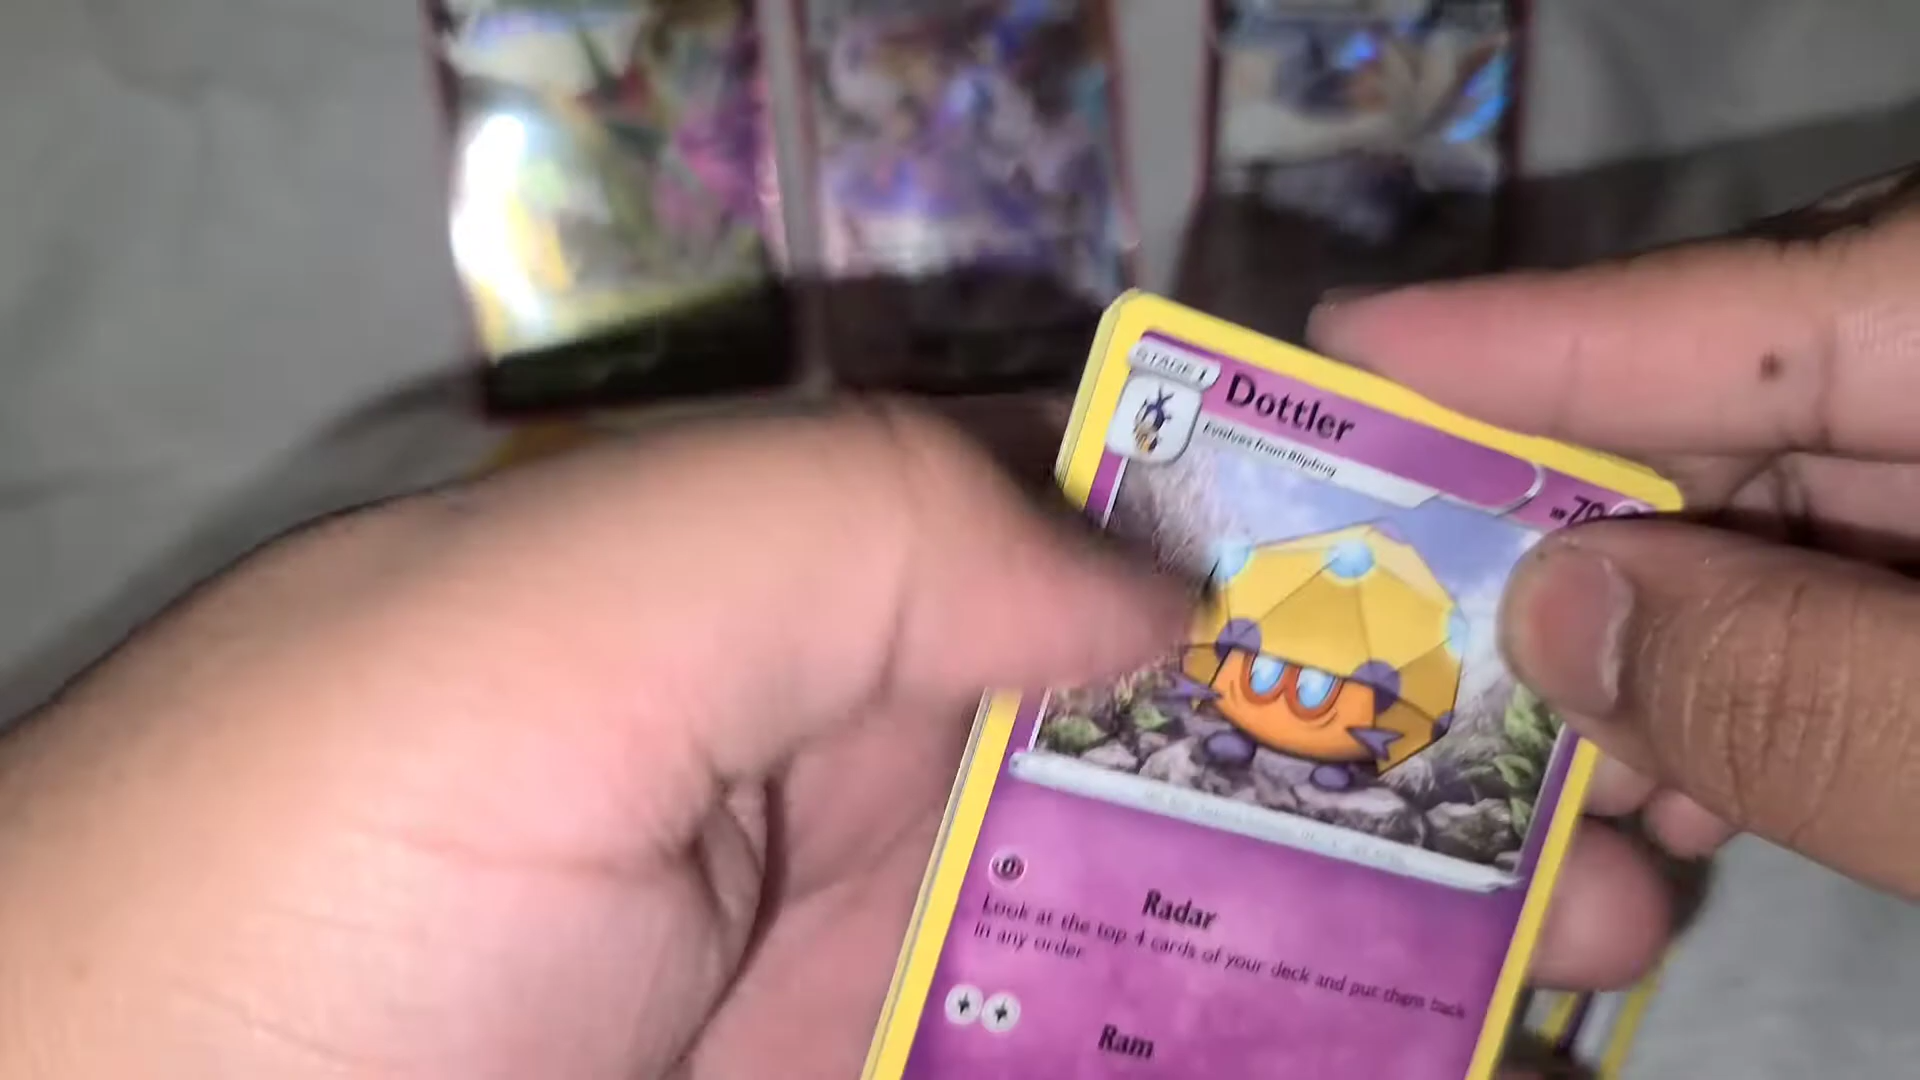 STAGE 1
Dottler
Evolves from Blipbug
HP 70
Radar
Look at the top 4 cards of your deck and put them back
in any order.
Ram